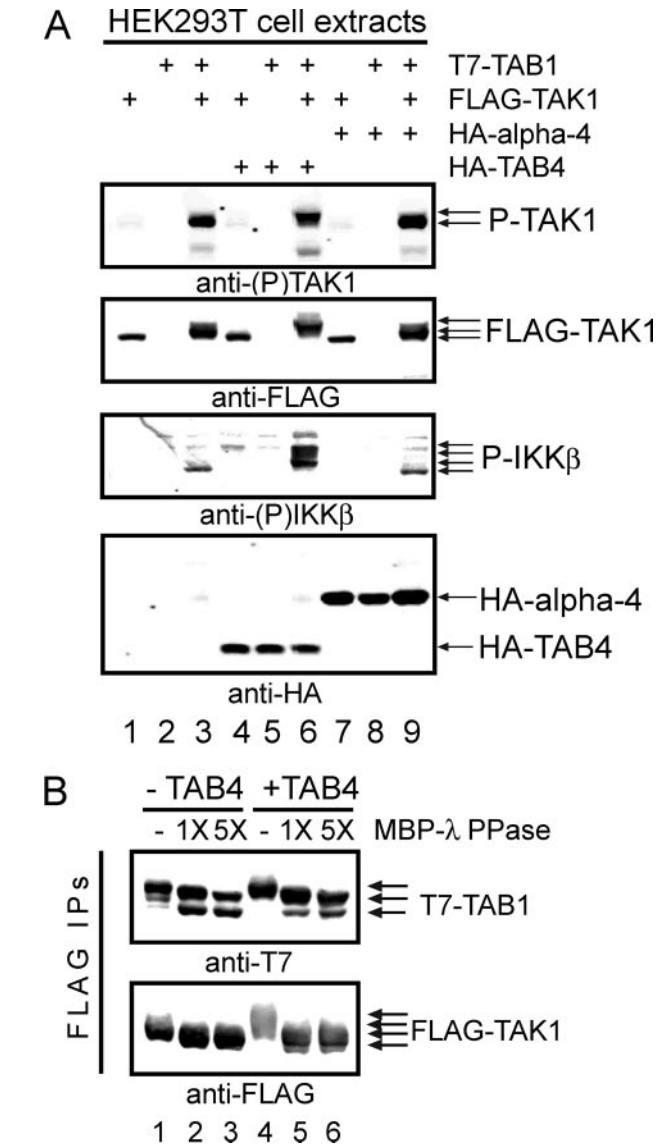 A
HEK293T cell extracts
+ + + + + + T7-TAB1
+ + + + + + FLAG-TAK1
+ + + HA-alpha-4
+ + + HA-TAB4
P-TAK1
anti-(P)TAK1
FLAG-TAK1
anti-FLAG
P-IKKβ
anti-(P)IKKβ
HA-alpha-4
HA-TAB4
anti-HA
1 2 3 4 5 6 7 8 9
B
- TAB4 +TAB4
- 1X 5X - 1X 5X MBP-λ PPase
FLAG IPs
T7-TAB1
anti-T7
FLAG-TAK1
anti-FLAG
1 2 3 4 5 6